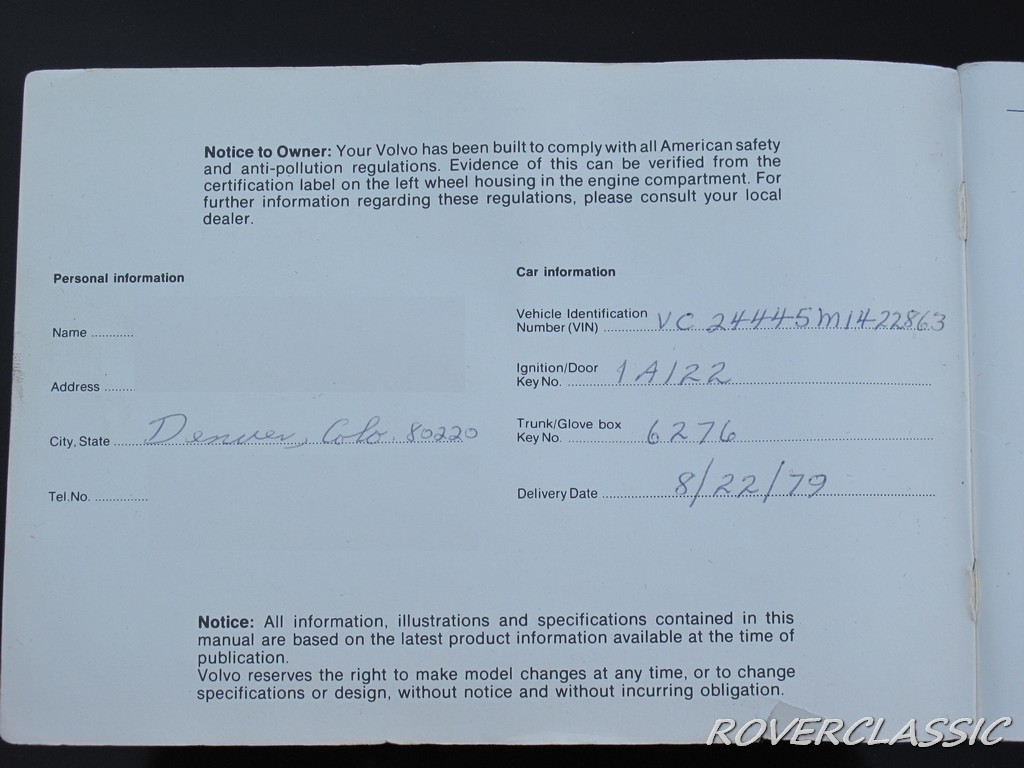 Notice to Owner: Your Volvo has been built to comply with all American safety
and anti-pollution regulations. Evidence of this can be verified from the
certification label on the left wheel housing in the engine compartment. For
further information regarding these regulations, please consult your local
dealer.
Personal information
Name ............
Address ........
City, State ...... Denver, Colo. 80220
Tel. No. ..............
Car information
Vehicle Identification
Number (VIN) ...... VC 24445M1422863
Ignition/Door
Key No. ...... 1A122
Trunk/Glove box
Key No. ...... 6276
Delivery Date ...... 8/22/79
Notice: All information, illustrations and specifications contained in this
manual are based on the latest product information available at the time of
publication.
Volvo reserves the right to make model changes at any time, or to change
specifications or design, without notice and without incurring obligation.
ROVERCLASSIC